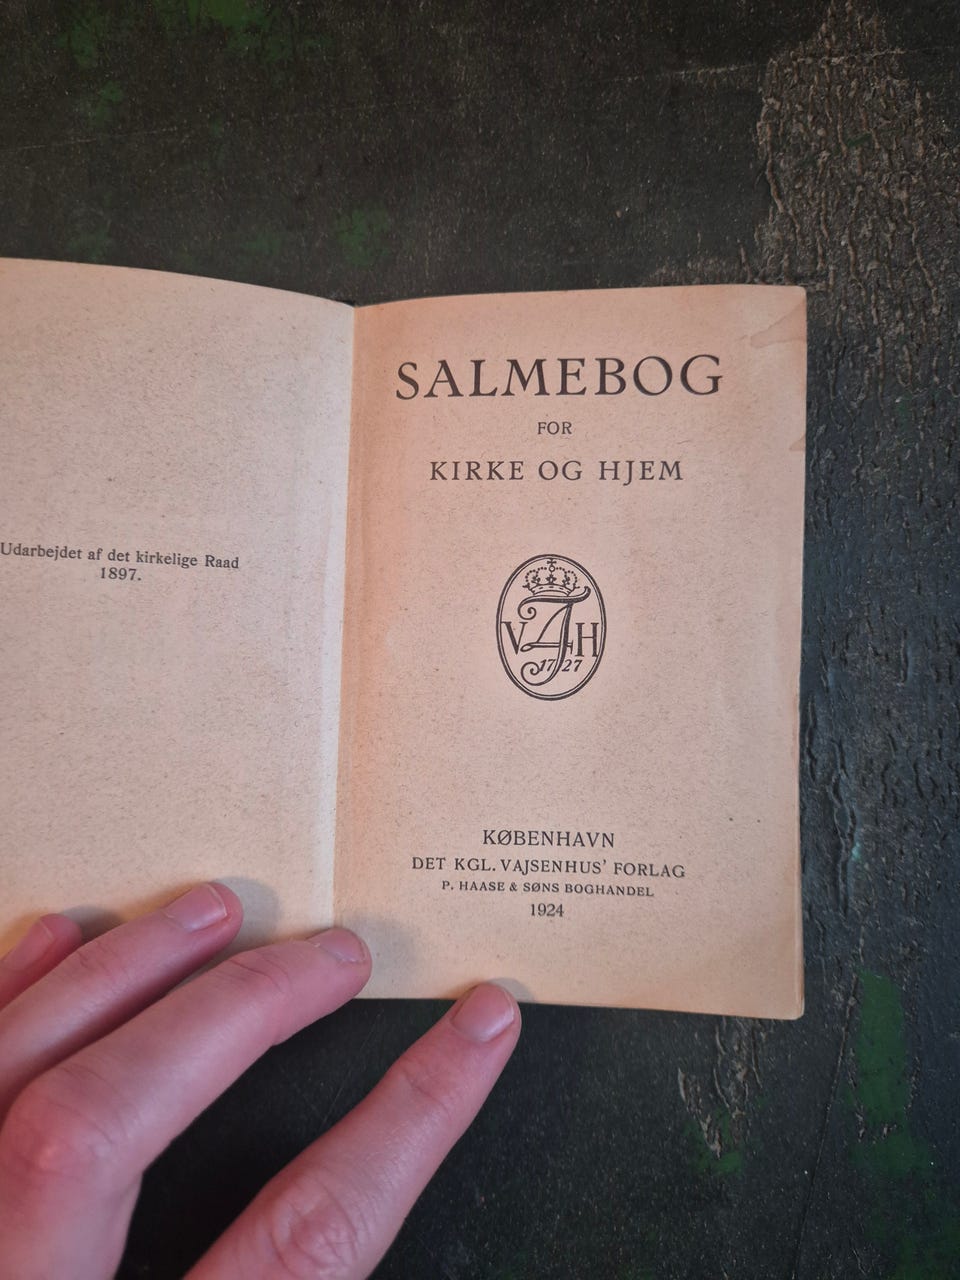 Udarbejdet af det kirkelige Raad
1897.
SALMEBOG
FOR
KIRKE OG HJEM
V F H
1727
KØBENHAVN
DET KGL. VAJSENHUS' FORLAG
P. HAASE & SØNS BOGHANDEL
1924